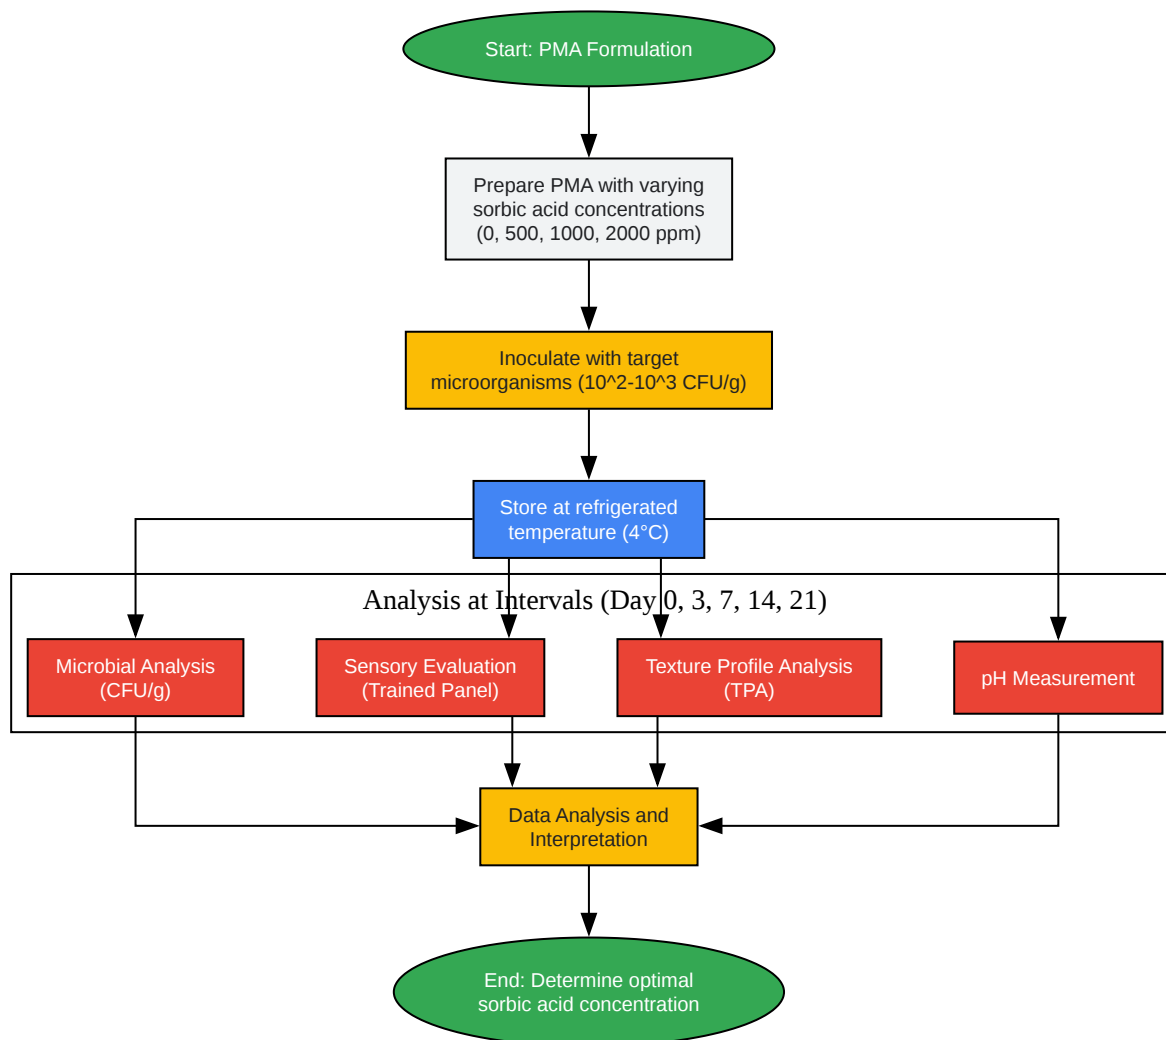 Start: PMA Formulation
Prepare PMA with varying
sorbic acid concentrations
(0, 500, 1000, 2000 ppm)
Inoculate with target
microorganisms (10^2-10^3 CFU/g)
Store at refrigerated
temperature (4°C)
Analysis at Intervals (Day 0, 3, 7, 14, 21)
Microbial Analysis
(CFU/g)
Sensory Evaluation
(Trained Panel)
Texture Profile Analysis
(TPA)
pH Measurement
Data Analysis and
Interpretation
End: Determine optimal
sorbic acid concentration